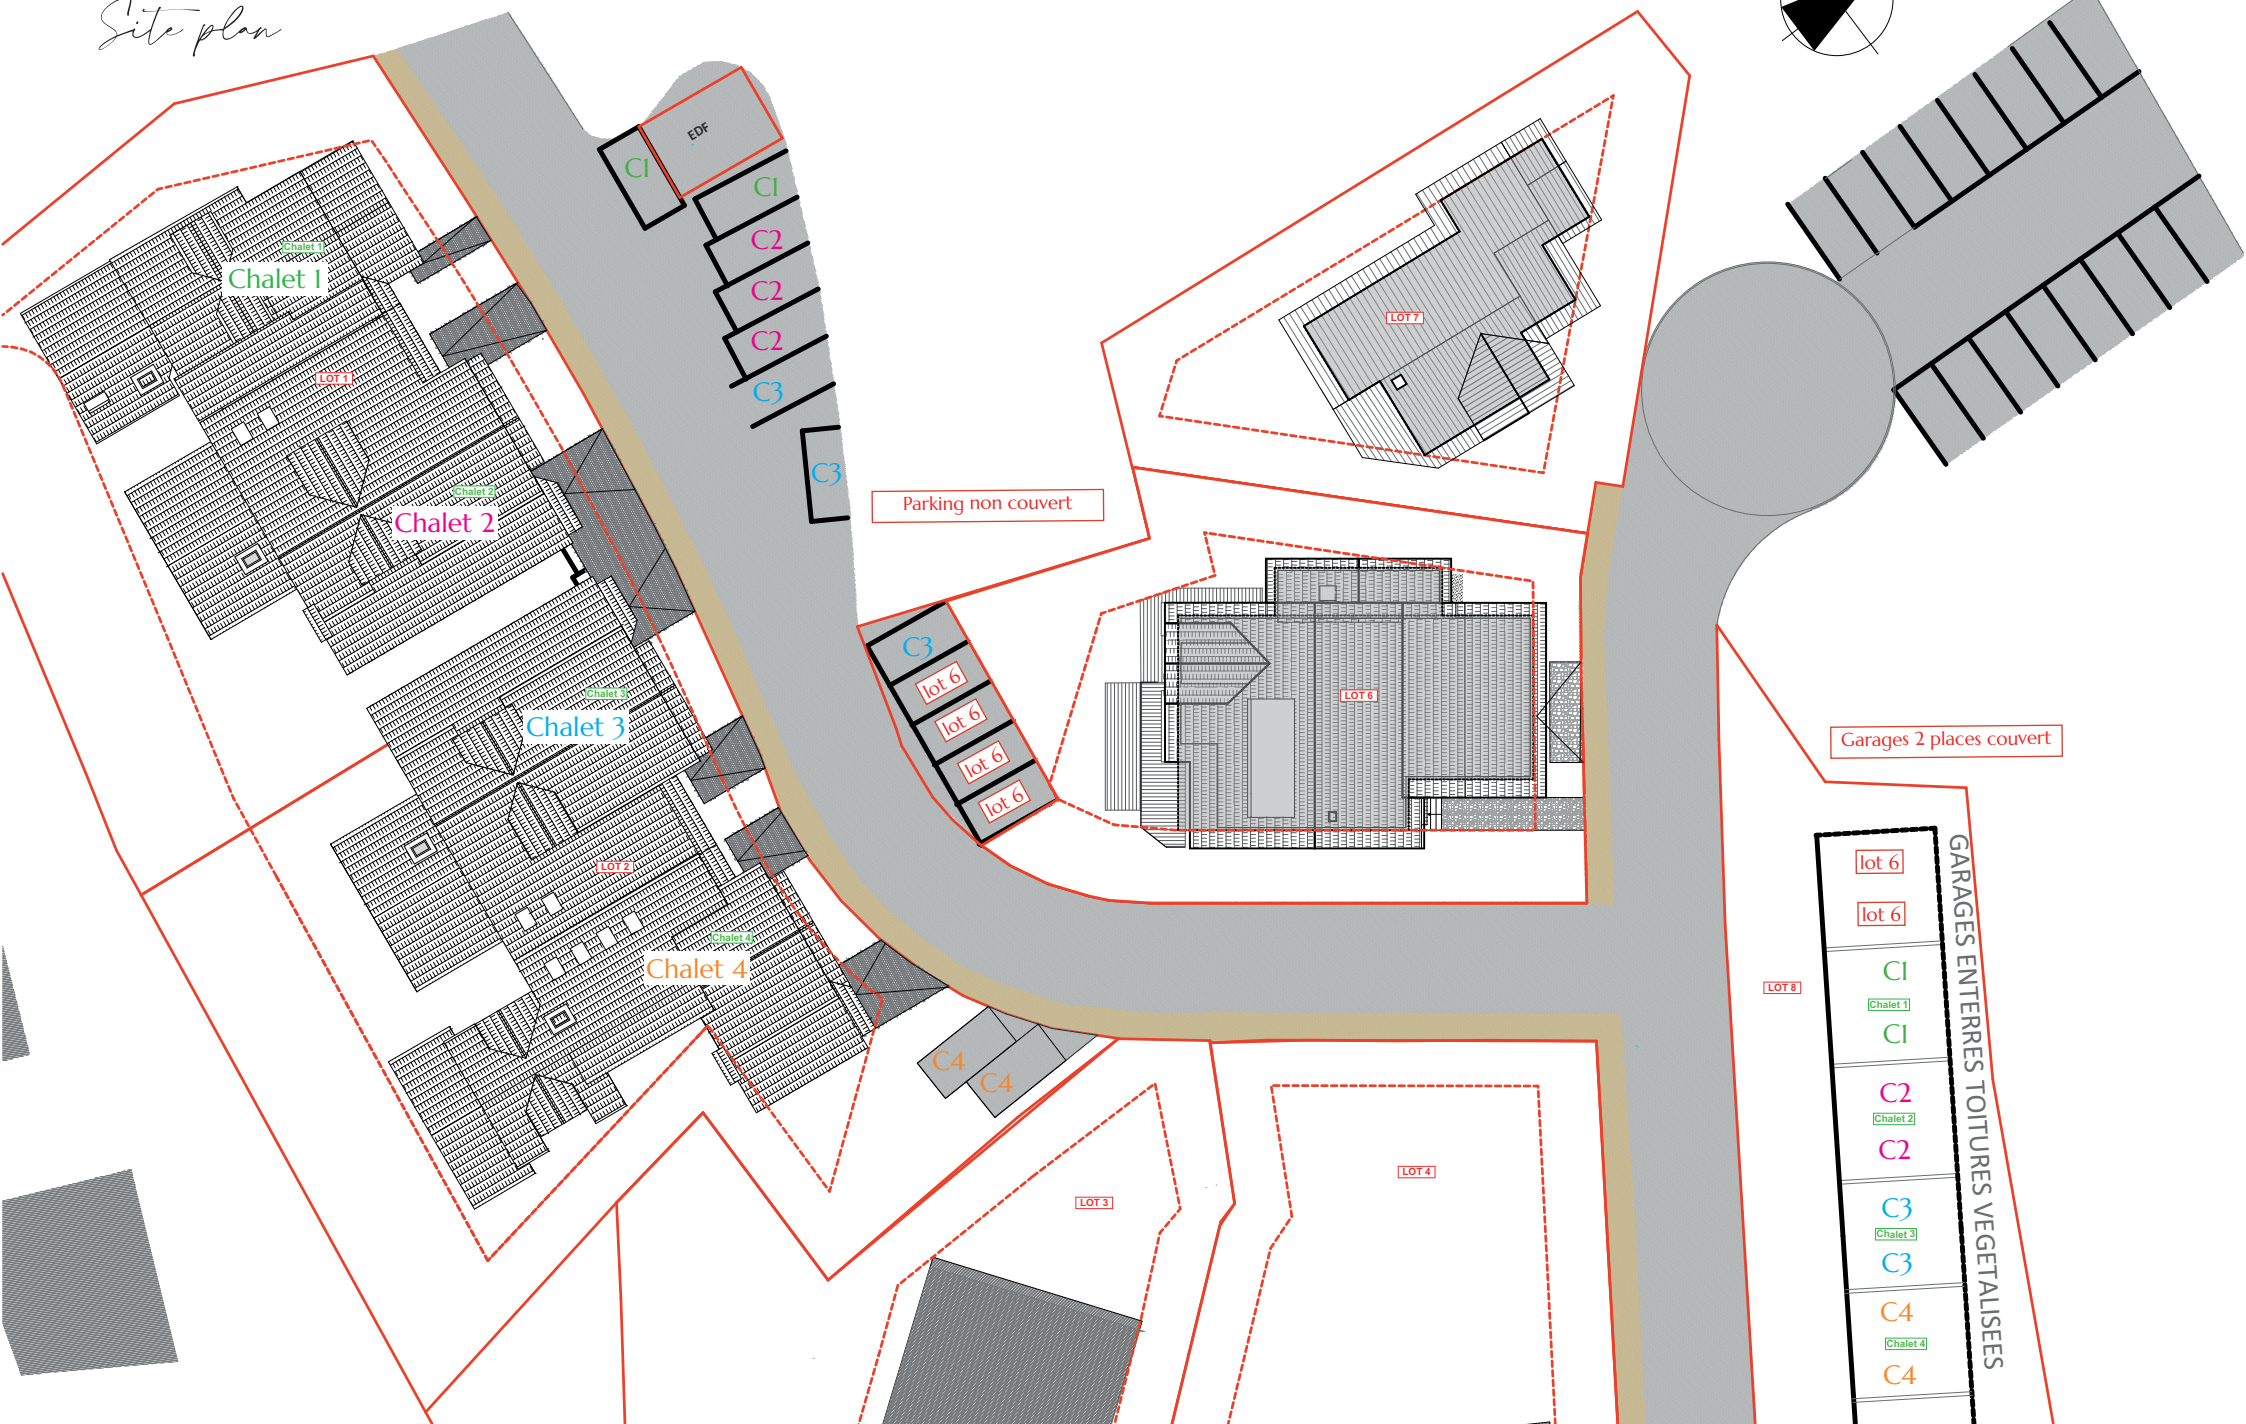 Site plan
EDF
C1
C1
C2
C2
C2
C3
C3
Chalet 1
Chalet 1
LOT 1
LOT 7
Chalet 2
Chalet 2
Parking non couvert
C3
lot 6
lot 6
lot 6
lot 6
LOT 6
Chalet 3
Chalet 3
Garages 2 places couvert
LOT 2
Chalet 4
Chalet 4
C4
C4
LOT 3
LOT 4
LOT 8
lot 6
lot 6
C1
Chalet 1
C1
C2
Chalet 2
C2
C3
Chalet 3
C3
C4
Chalet 4
C4
GARAGES ENTERRES TOITURES VEGETALISEES